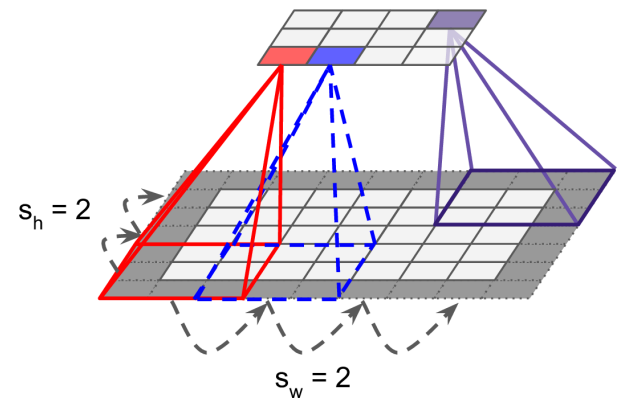 s_h = 2
s_w = 2